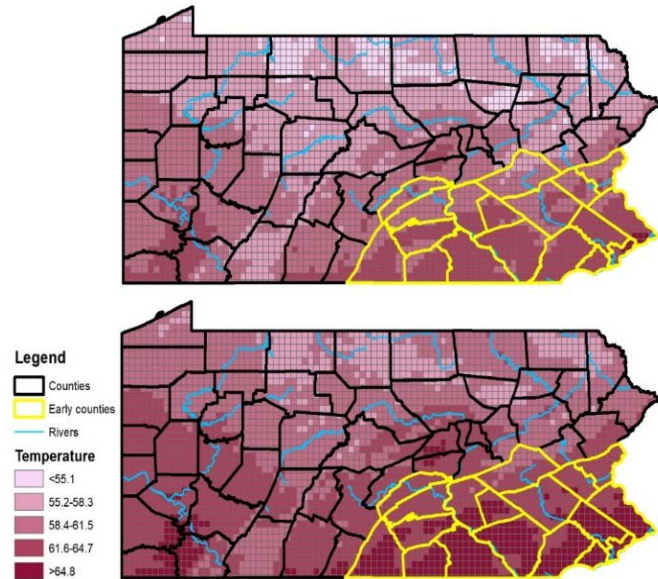 Legend
Counties
Early counties
Rivers
Temperature
<55.1
55.2-58.3
58.4-61.5
61.6-64.7
>64.8